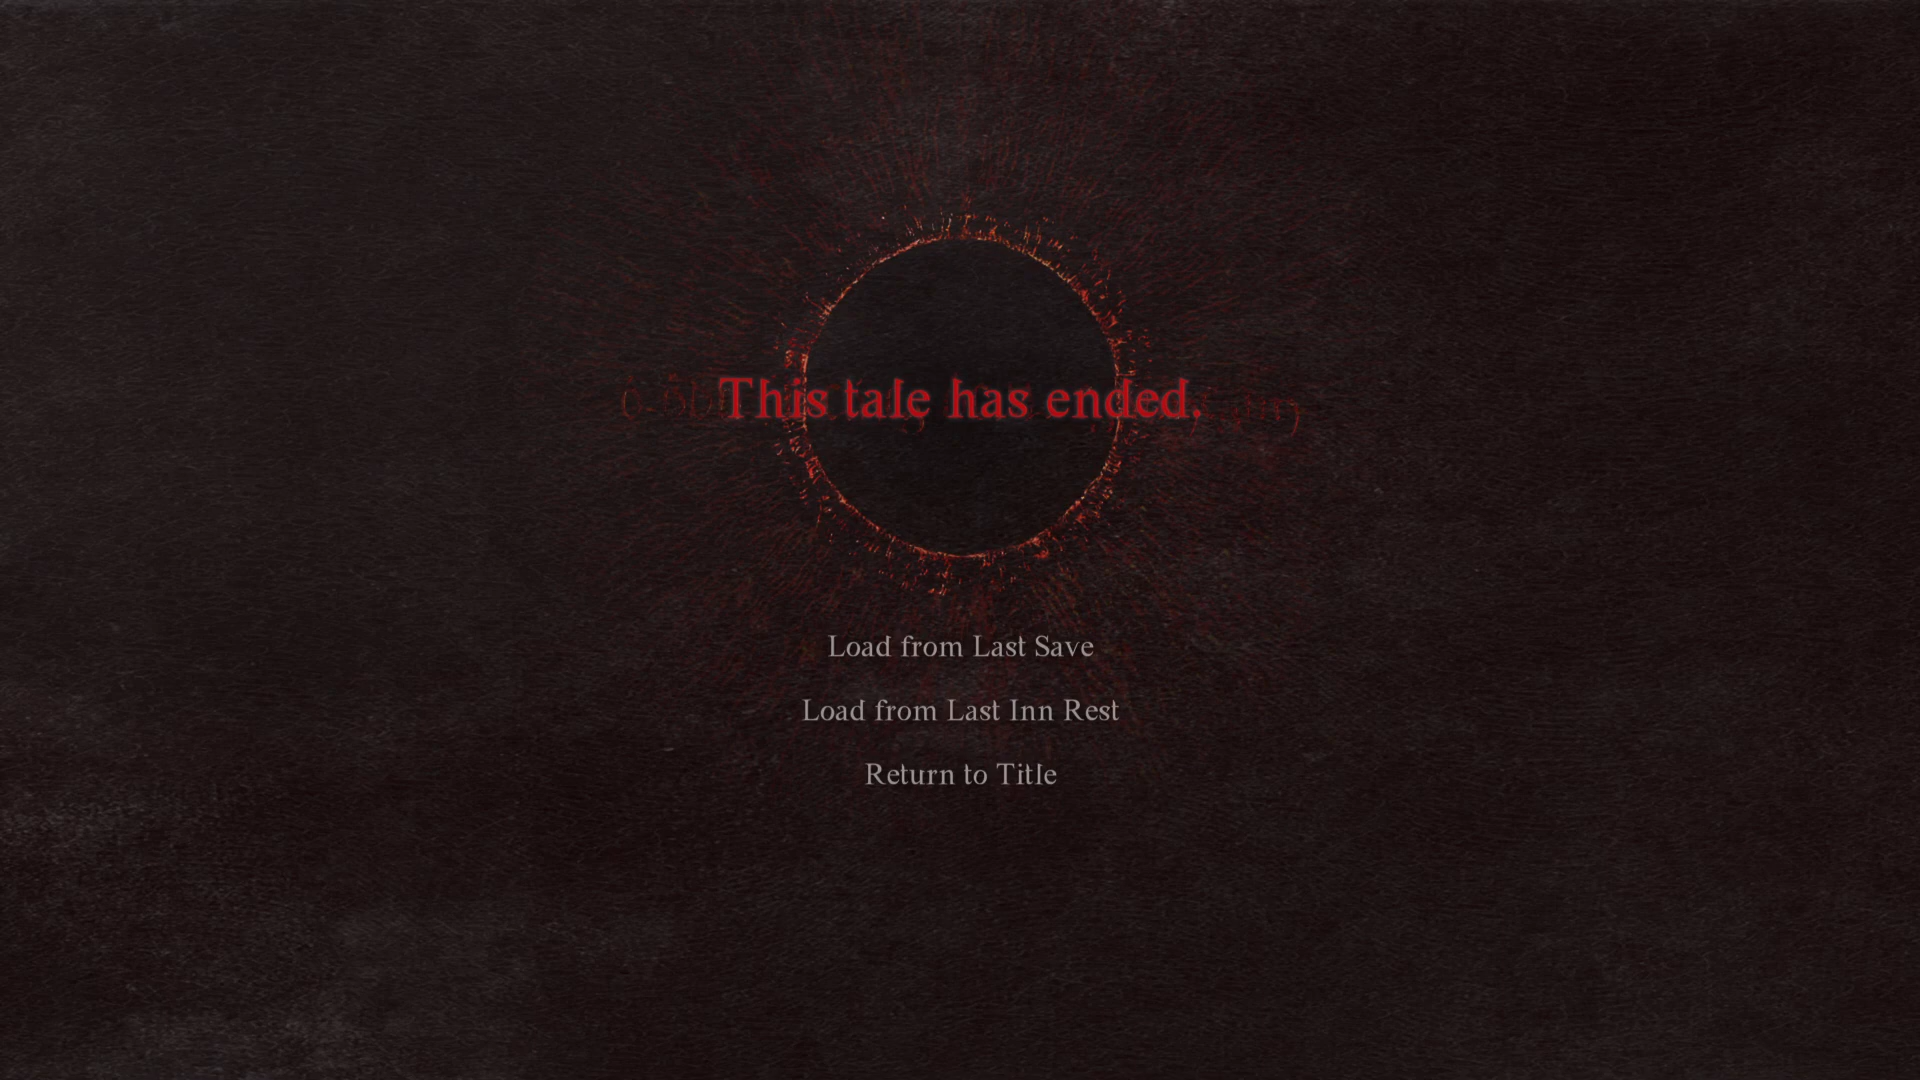 This tale has ended.
Load from Last Save
Load from Last Inn Rest
Return to Title